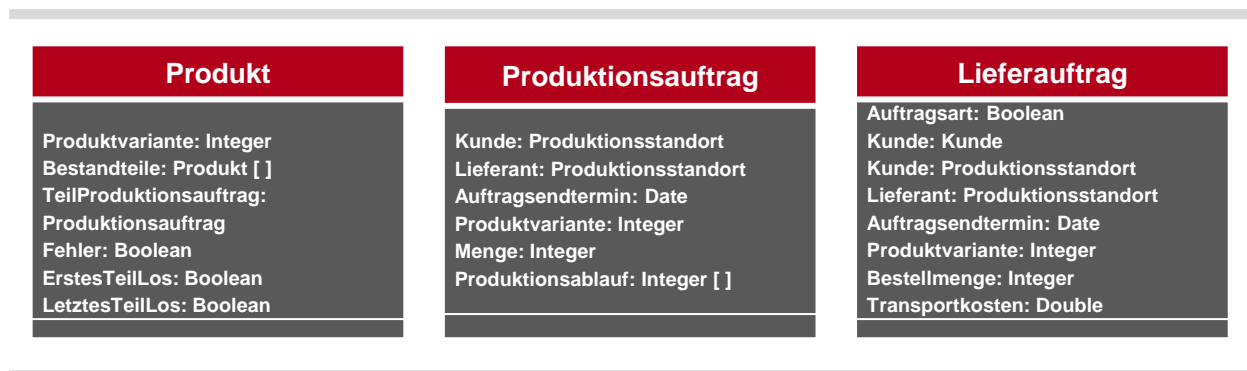 Produkt
Produktvariante: Integer
Bestandteile: Produkt [ ]
TeilProduktionsauftrag:
Produktionsauftrag
Fehler: Boolean
ErstesTeilLos: Boolean
LetztesTeilLos: Boolean
Produktionsauftrag
Kunde: Produktionsstandort
Lieferant: Produktionsstandort
Auftragsendtermin: Date
Produktvariante: Integer
Menge: Integer
Produktionsablauf: Integer [ ]
Lieferauftrag
Auftragsart: Boolean
Kunde: Kunde
Kunde: Produktionsstandort
Lieferant: Produktionsstandort
Auftragsendtermin: Date
Produktvariante: Integer
Bestellmenge: Integer
Transportkosten: Double